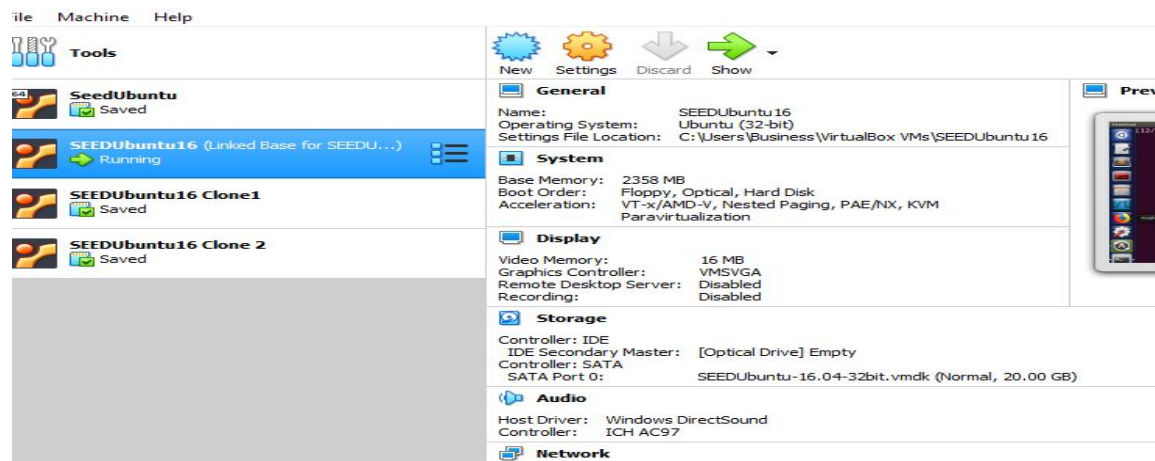 ile Machine Help
Tools
New Settings Discard Show
64
SeedUbuntu
Saved
SEEDUbuntu16 (Linked Base for SEEDU...)
Running
SEEDUbuntu16 Clone1
Saved
SEEDUbuntu16 Clone 2
Saved
General
Name: SEEDUbuntu16
Operating System: Ubuntu (32-bit)
Settings File Location: C:\Users\Business\VirtualBox VMs\SEEDUbuntu16
System
Base Memory: 2358 MB
Boot Order: Floppy, Optical, Hard Disk
Acceleration: VT-x/AMD-V, Nested Paging, PAE/NX, KVM
Paravirtualization
Display
Video Memory: 16 MB
Graphics Controller: VMSVGA
Remote Desktop Server: Disabled
Recording: Disabled
Storage
Controller: IDE
IDE Secondary Master: [Optical Drive] Empty
Controller: SATA
SATA Port 0: SEEDUbuntu-16.04-32bit.vmdk (Normal, 20.00 GB)
Audio
Host Driver: Windows DirectSound
Controller: ICH AC97
Network
Prev